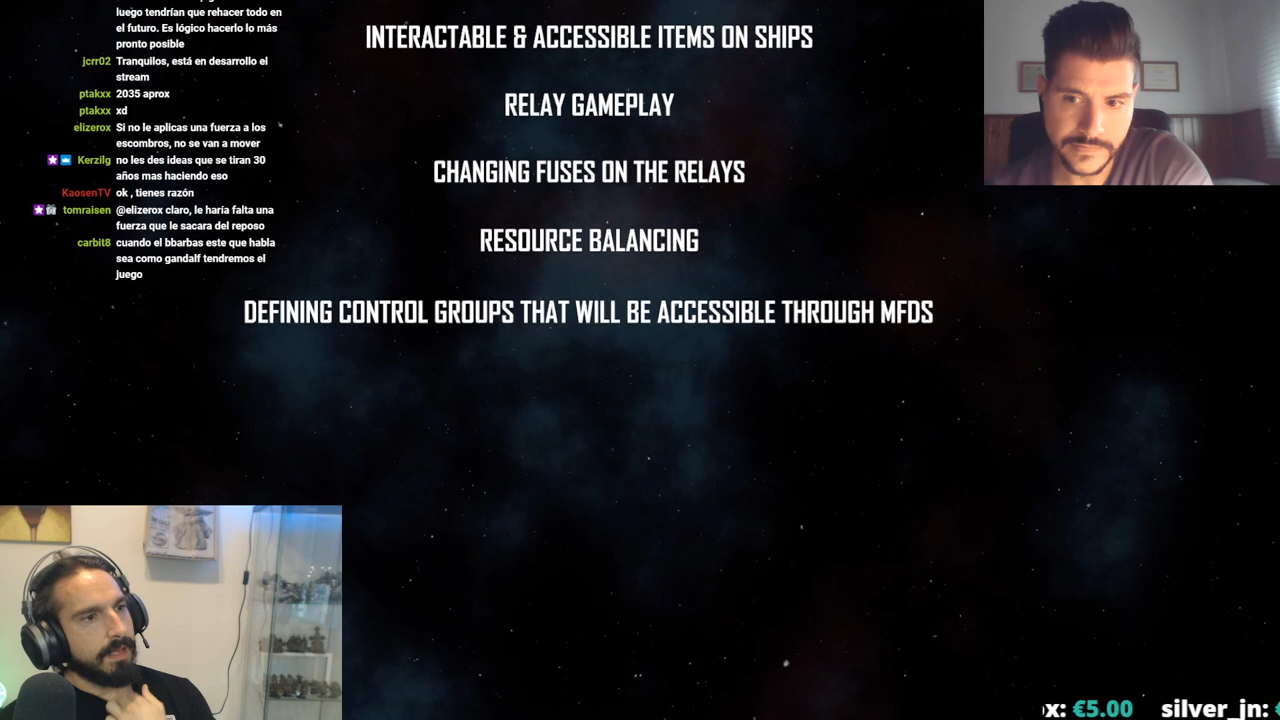 luego tendrían que rehacer todo en
el futuro. Es lógico hacerlo lo más
pronto posible
jcrr02 Tranquilos, está en desarrollo el
stream
ptakxx 2035 aprox
ptakxx xd
elizerox Si no le aplicas una fuerza a los
escombros, no se van a mover
Kerzilg no les des ideas que se tiran 30
años mas haciendo eso
KaosenTV ok , tienes razón
tomraisen @elizerox claro, le haría falta una
fuerza que le sacara del reposo
carbit8 cuando el bbarbas este que habla
sea como gandalf tendremos el
juego
INTERACTABLE & ACCESSIBLE ITEMS ON SHIPS
RELAY GAMEPLAY
CHANGING FUSES ON THE RELAYS
RESOURCE BALANCING
DEFINING CONTROL GROUPS THAT WILL BE ACCESSIBLE THROUGH MFDS
x: €5.00 silver_in: